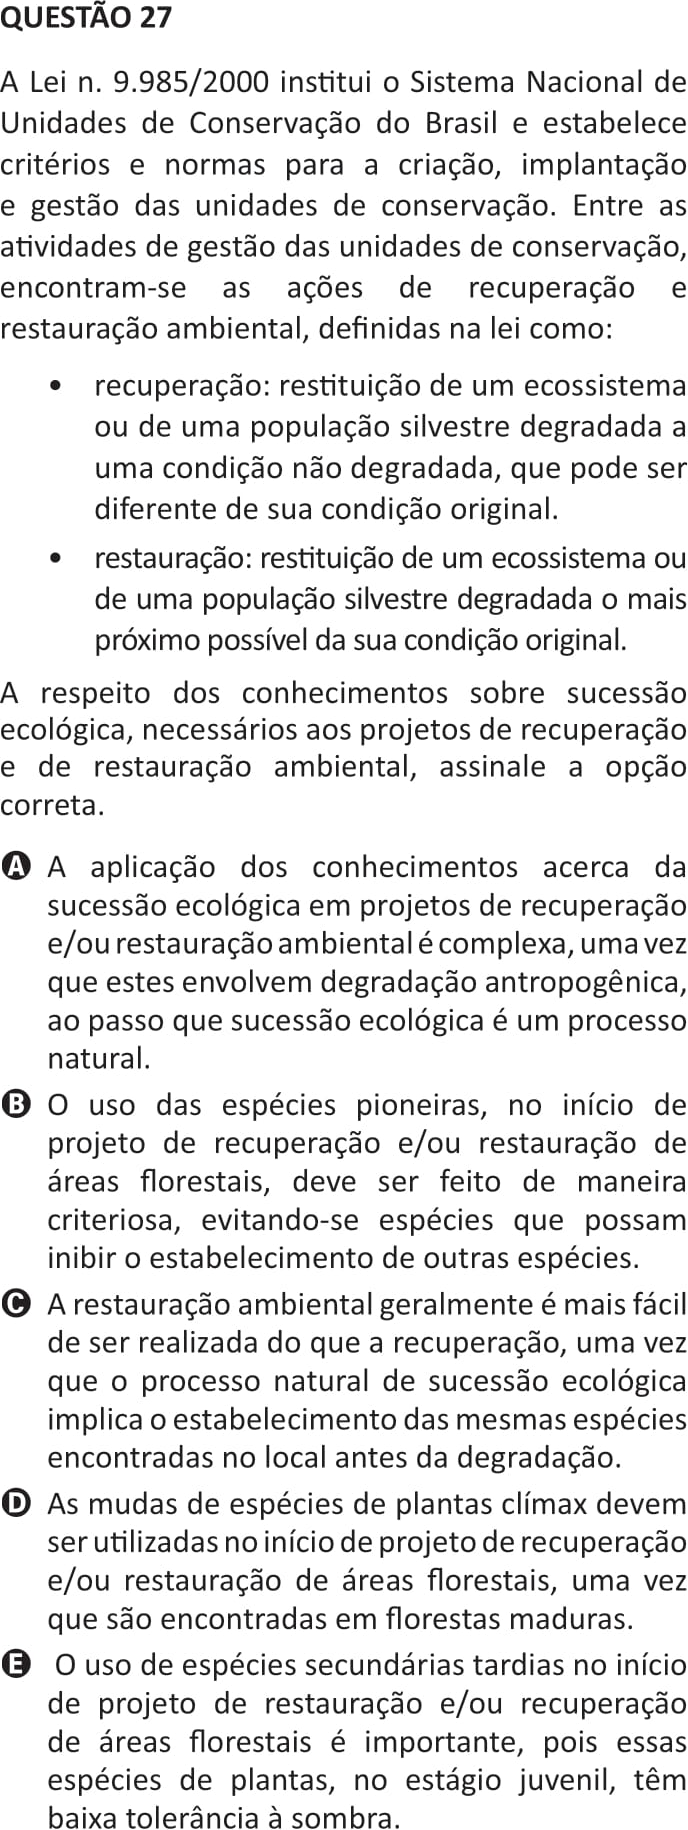 QUESTÃO 27
A Lei n. 9.985/2000 institui o Sistema Nacional de
Unidades de Conservação do Brasil e estabelece
critérios e normas para a criação, implantação
e gestão das unidades de conservação. Entre as
atividades de gestão das unidades de conservação,
encontram-se as ações de recuperação e
restauração ambiental, definidas na lei como:
• recuperação: restituição de um ecossistema
ou de uma população silvestre degradada a
uma condição não degradada, que pode ser
diferente de sua condição original.
• restauração: restituição de um ecossistema ou
de uma população silvestre degradada o mais
próximo possível da sua condição original.
A respeito dos conhecimentos sobre sucessão
ecológica, necessários aos projetos de recuperação
e de restauração ambiental, assinale a opção
correta.
A A aplicação dos conhecimentos acerca da
sucessão ecológica em projetos de recuperação
e/ou restauração ambiental é complexa, uma vez
que estes envolvem degradação antropogênica,
ao passo que sucessão ecológica é um processo
natural.
B O uso das espécies pioneiras, no início de
projeto de recuperação e/ou restauração de
áreas florestais, deve ser feito de maneira
criteriosa, evitando-se espécies que possam
inibir o estabelecimento de outras espécies.
C A restauração ambiental geralmente é mais fácil
de ser realizada do que a recuperação, uma vez
que o processo natural de sucessão ecológica
implica o estabelecimento das mesmas espécies
encontradas no local antes da degradação.
D As mudas de espécies de plantas clímax devem
ser utilizadas no início de projeto de recuperação
e/ou restauração de áreas florestais, uma vez
que são encontradas em florestas maduras.
E O uso de espécies secundárias tardias no início
de projeto de restauração e/ou recuperação
de áreas florestais é importante, pois essas
espécies de plantas, no estágio juvenil, têm
baixa tolerância à sombra.